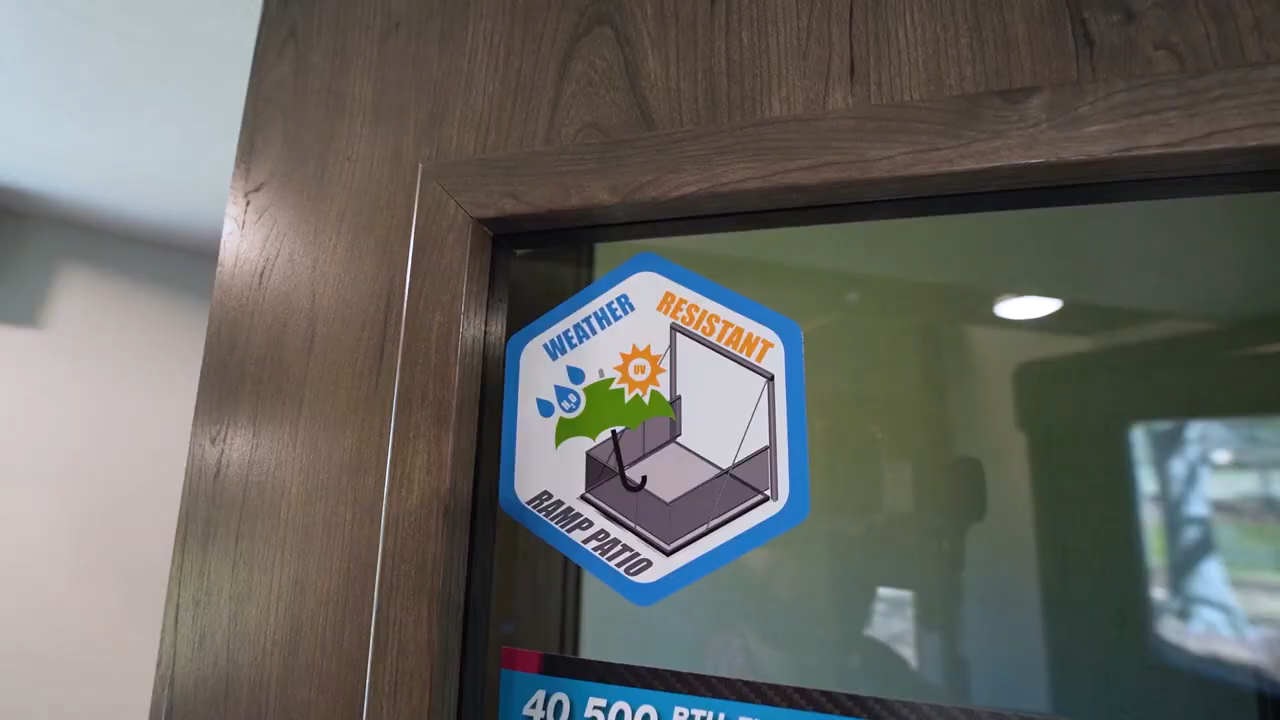 WEATHER
RESISTANT
UV
H₂O
RAMP PATIO
40,500 BTU